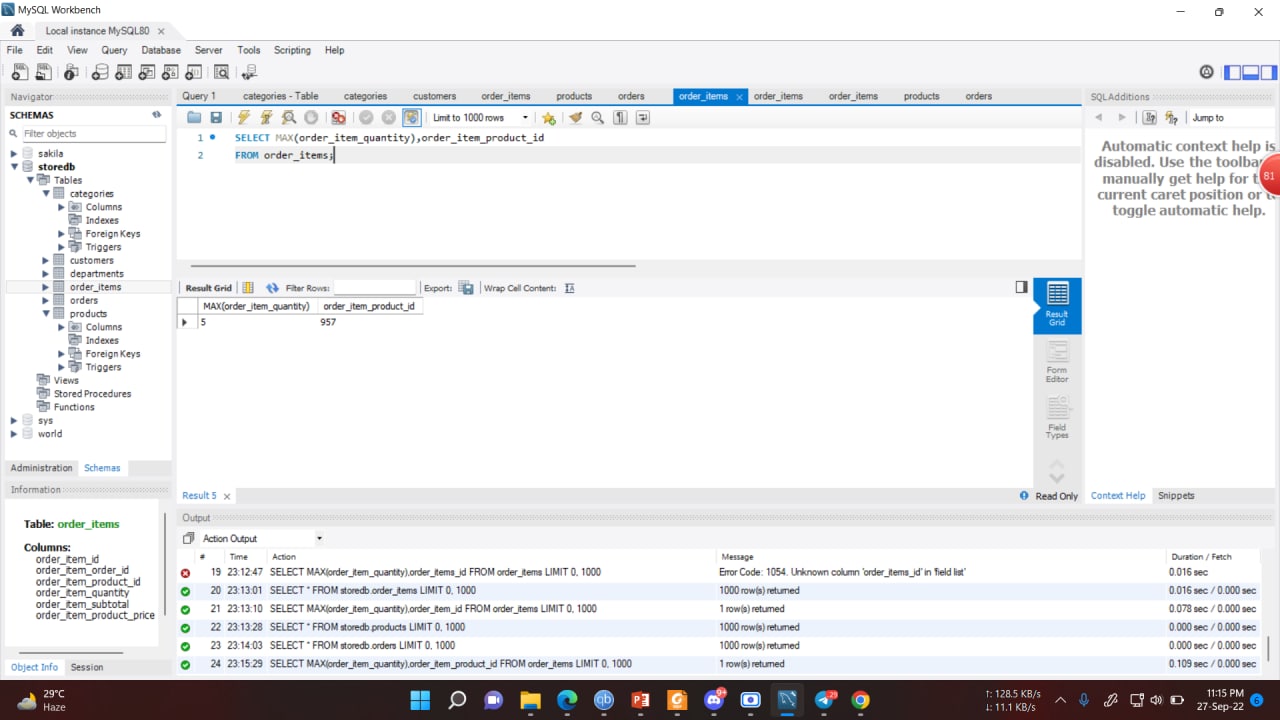 MySQL Workbench
Local instance MySQL80
File Edit View Query Database Server Tools Scripting Help
Navigator
SCHEMAS
Filter objects
sakila
storedb
Tables
categories
Columns
Indexes
Foreign Keys
Triggers
customers
departments
order_items
orders
products
Columns
Indexes
Foreign Keys
Triggers
Views
Stored Procedures
Functions
sys
world
Administration Schemas
Information
Table: order_items
Columns:
order_item_id
order_item_order_id
order_item_product_id
order_item_quantity
order_item_subtotal
order_item_product_price
Object Info Session
Query 1 categories - Table categories customers order_items products orders order_items order_items order_items products orders
Limit to 1000 rows
1 SELECT MAX(order_item_quantity),order_item_product_id
2 FROM order_items;
Result Grid Filter Rows: Export: Wrap Cell Content:
MAX(order_item_quantity) order_item_product_id
5 957
Result Grid
Form Editor
Field Types
Result 5
Read Only
SQLAdditions
Jump to
Automatic context help is
disabled. Use the toolba
manually get help for t
current caret position or t
toggle automatic help.
81
Context Help Snippets
Output
Action Output
# Time Action Message Duration / Fetch
19 23:12:47 SELECT MAX(order_item_quantity),order_items_id FROM order_items LIMIT 0, 1000 Error Code: 1054. Unknown column 'order_items_id' in 'field list' 0.016 sec
20 23:13:01 SELECT * FROM storedb.order_items LIMIT 0, 1000 1000 row(s) returned 0.016 sec / 0.000 sec
21 23:13:10 SELECT MAX(order_item_quantity),order_item_id FROM order_items LIMIT 0, 1000 1 row(s) returned 0.078 sec / 0.000 sec
22 23:13:28 SELECT * FROM storedb.products LIMIT 0, 1000 1000 row(s) returned 0.000 sec / 0.000 sec
23 23:14:03 SELECT * FROM storedb.orders LIMIT 0, 1000 1000 row(s) returned 0.000 sec / 0.000 sec
24 23:15:29 SELECT MAX(order_item_quantity),order_item_product_id FROM order_items LIMIT 0, 1000 1 row(s) returned 0.109 sec / 0.000 sec
29°C
Haze
9+
29
↑: 128.5 KB/s
↓: 11.1 KB/s
11:15 PM
27-Sep-22
6